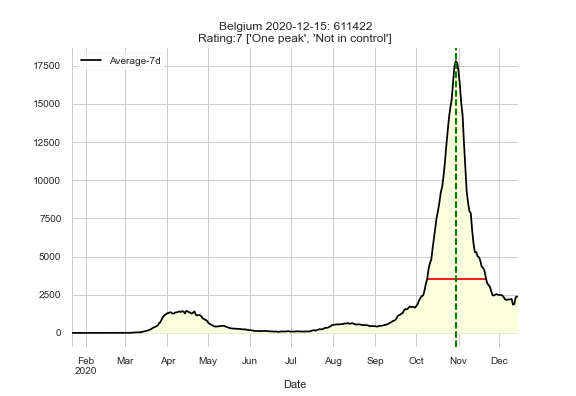 Belgium 2020-12-15: 611422
Rating:7 ['One peak', 'Not in control']
Average-7d
17500
15000
12500
10000
7500
5000
2500
0
Feb Mar Apr May Jun Jul Aug Sep Oct Nov Dec
2020
Date